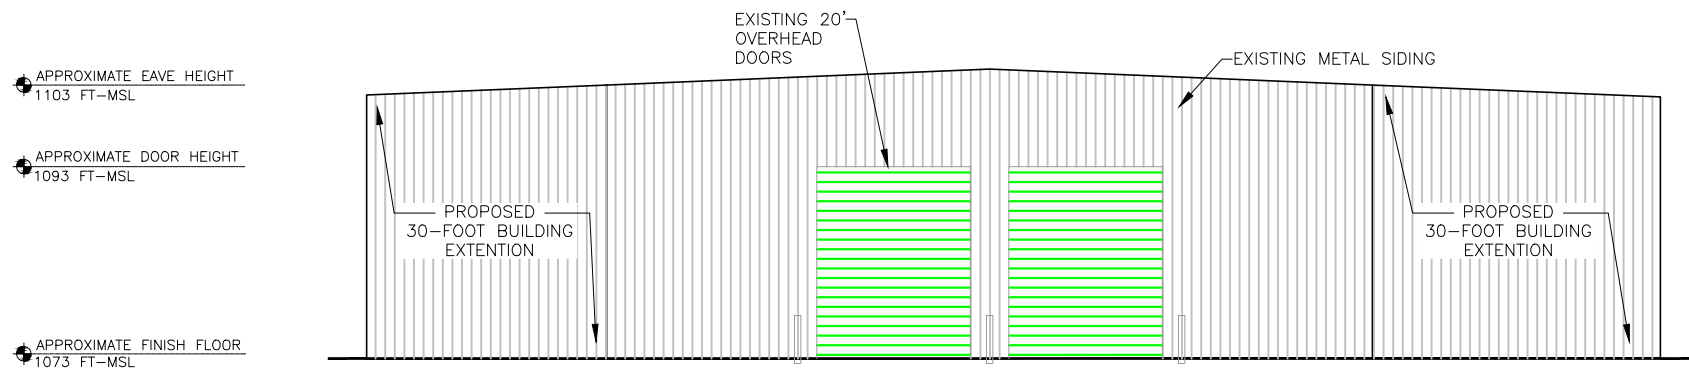 EXISTING 20'
OVERHEAD
DOORS
EXISTING METAL SIDING
APPROXIMATE EAVE HEIGHT
1103 FT-MSL
APPROXIMATE DOOR HEIGHT
1093 FT-MSL
PROPOSED
30-FOOT BUILDING
EXTENTION
PROPOSED
30-FOOT BUILDING
EXTENTION
APPROXIMATE FINISH FLOOR
1073 FT-MSL